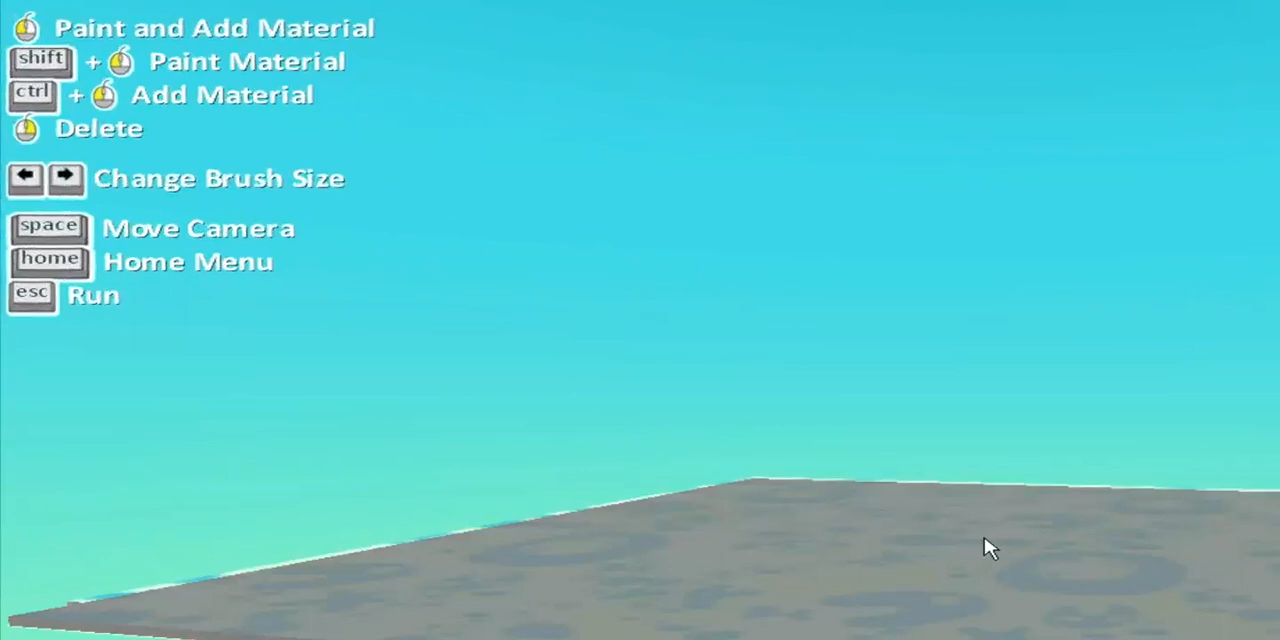 Paint and Add Material
shift + Paint Material
ctrl + Add Material
Delete
Change Brush Size
space Move Camera
home Home Menu
esc Run